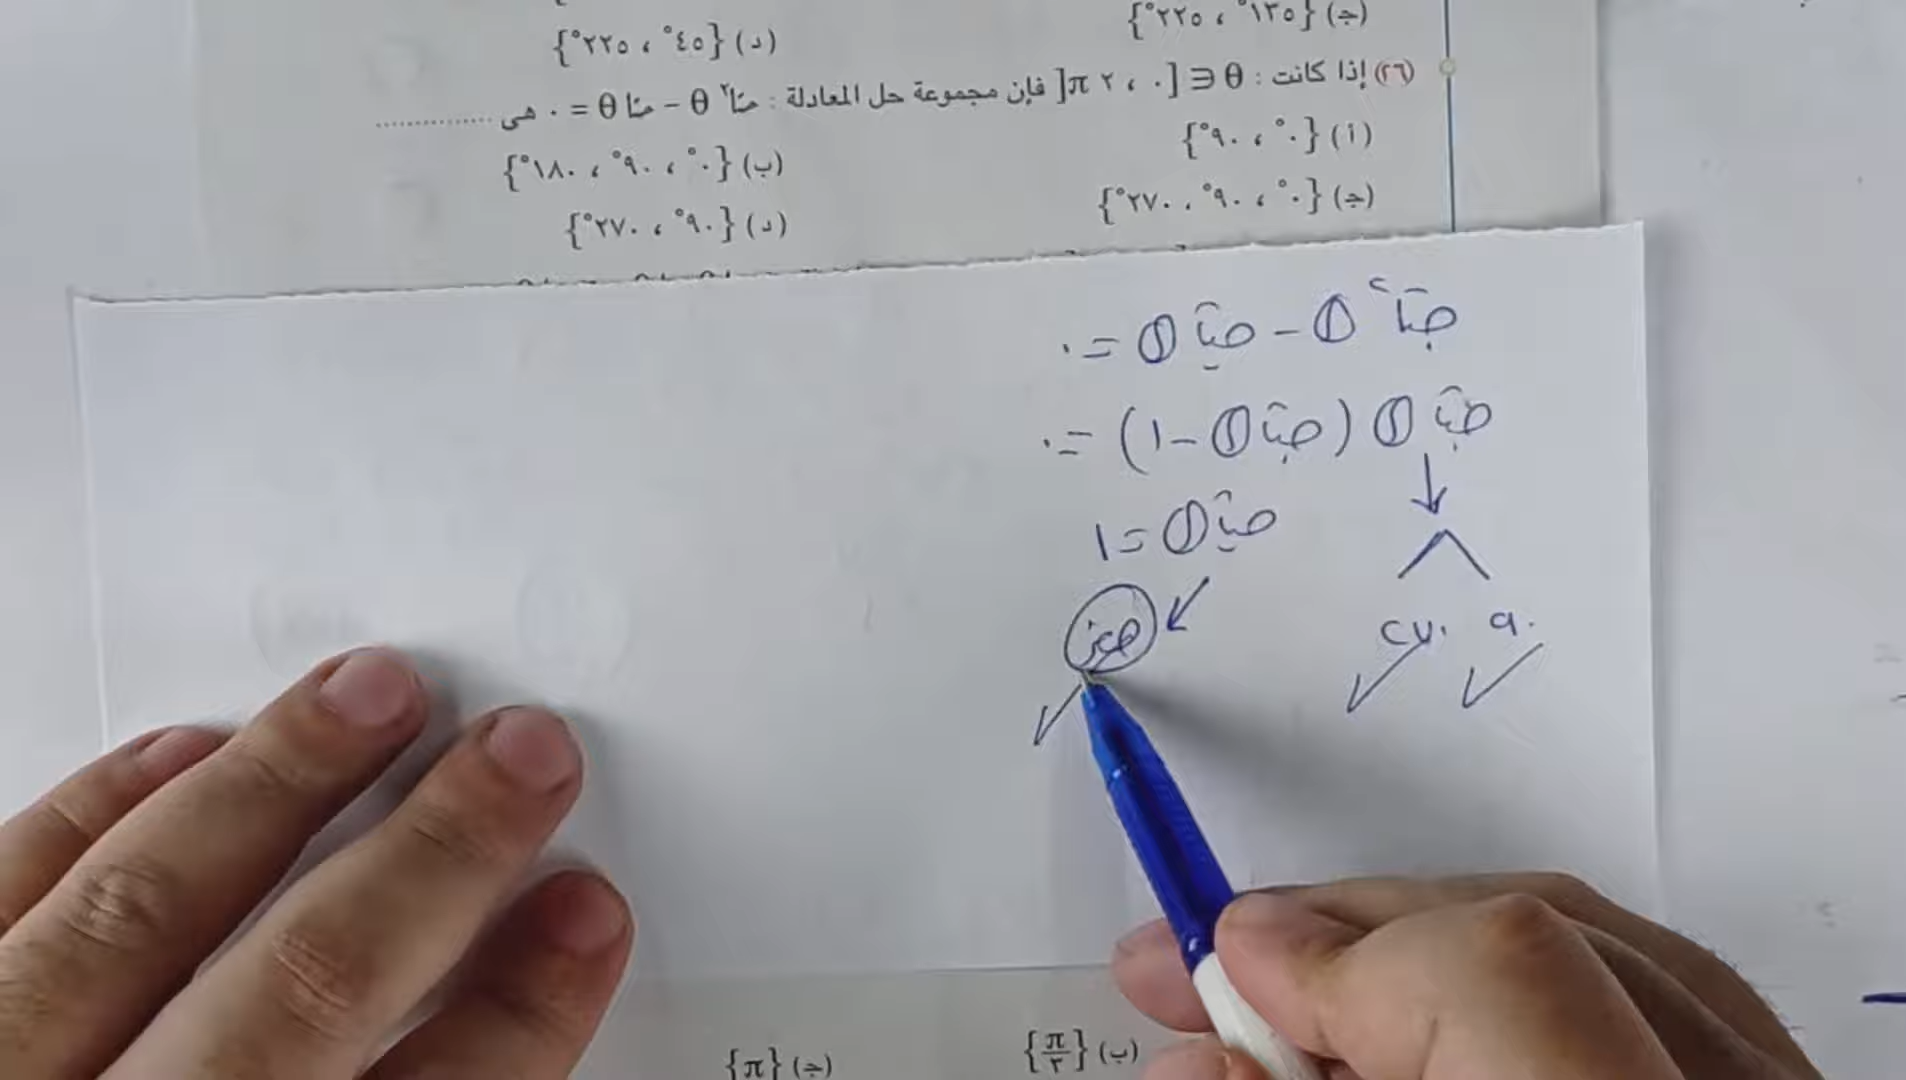 (جـ) {١٣٥° ، ٢٢٥°}
(د) {٤٥° ، ٢٢٥°}
(٢٦) إذا كانت : θ ∈ [٠ ، ٢ π[ فإن مجموعة حل المعادلة : حتا٢ θ – حتا θ = ٠ هى ..............
(أ) {٠° ، ٩٠°}
(ب) {٠° ، ٩٠° ، ١٨٠°}
(جـ) {٠° ، ٩٠° ، ٢٧٠°}
(د) {٩٠° ، ٢٧٠°}
جتا٢ θ – جتا θ = ٠
جتا θ (جتا θ – ١) = ٠
جتا θ = ١
صفر
٩٠ ٢٧٠
(ب) {π/٢}
(جـ) {π}